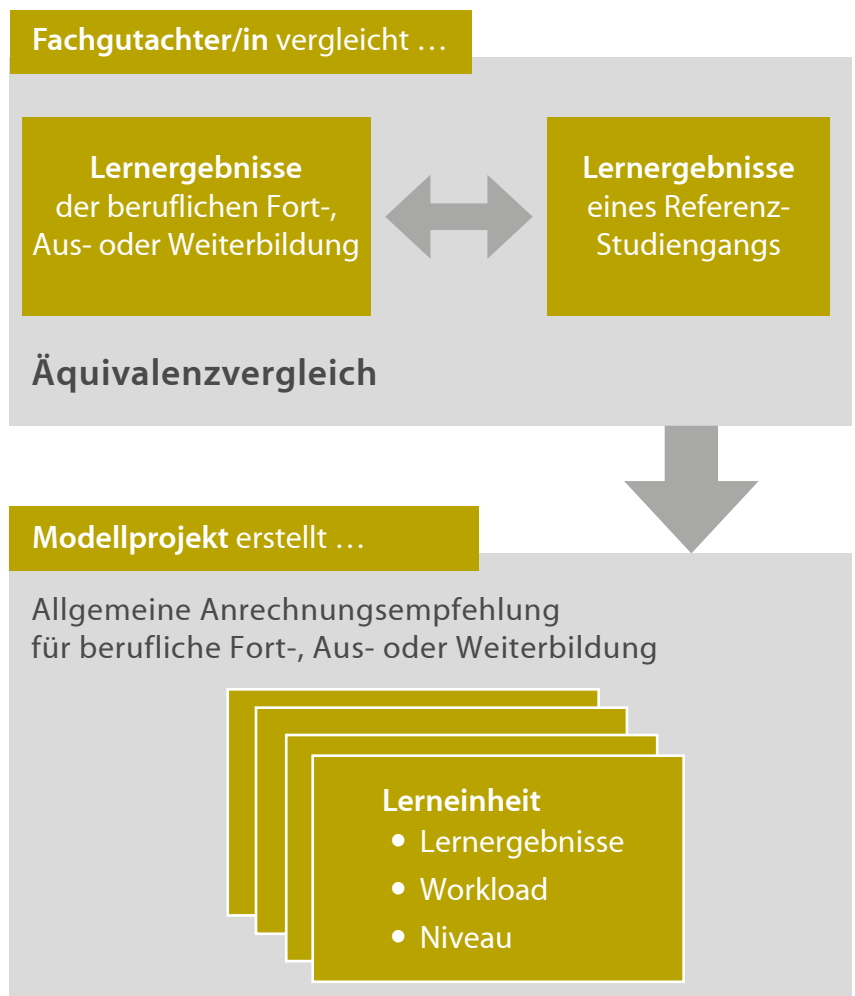 Fachgutachter/in vergleicht …
Lernergebnisse
der beruflichen Fort-,
Aus- oder Weiterbildung
Lernergebnisse
eines Referenz-
Studiengangs
Äquivalenzvergleich
Modellprojekt erstellt …
Allgemeine Anrechnungsempfehlung
für berufliche Fort-, Aus- oder Weiterbildung
Lerneinheit
• Lernergebnisse
• Workload
• Niveau